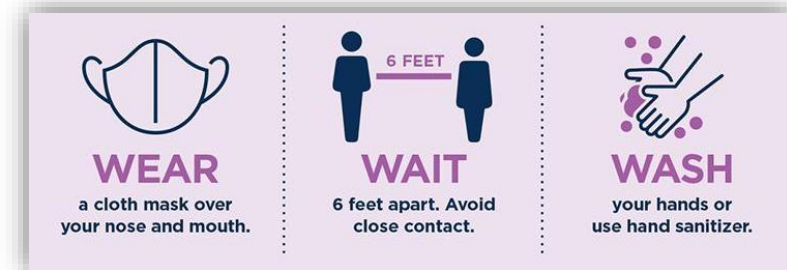 WEAR
a cloth mask over
your nose and mouth.
6 FEET
WAIT
6 feet apart. Avoid
close contact.
WASH
your hands or
use hand sanitizer.